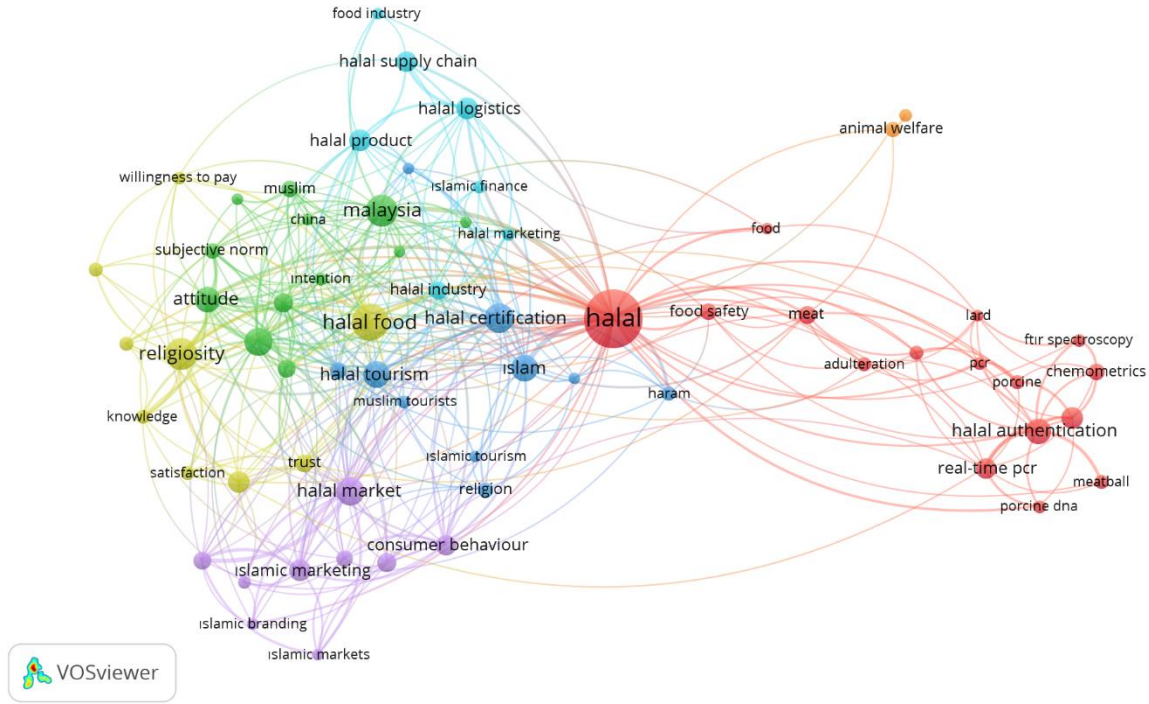 food industry
halal supply chain
halal logistics
animal welfare
halal product
willingness to pay
muslim
ıslamic finance
malaysia
china
food
halal marketing
subjective norm
ıntention
halal industry
attitude
halal food
halal certification
halal
food safety
meat
lard
ftır spectroscopy
religiosity
adulteration
pcr
chemometrics
halal tourism
ıslam
porcine
muslim tourists
haram
knowledge
halal authentication
ıslamic tourism
trust
satisfaction
real-time pcr
meatball
halal market
religion
porcine dna
consumer behaviour
ıslamic marketing
ıslamic branding
ıslamic markets
VOSviewer